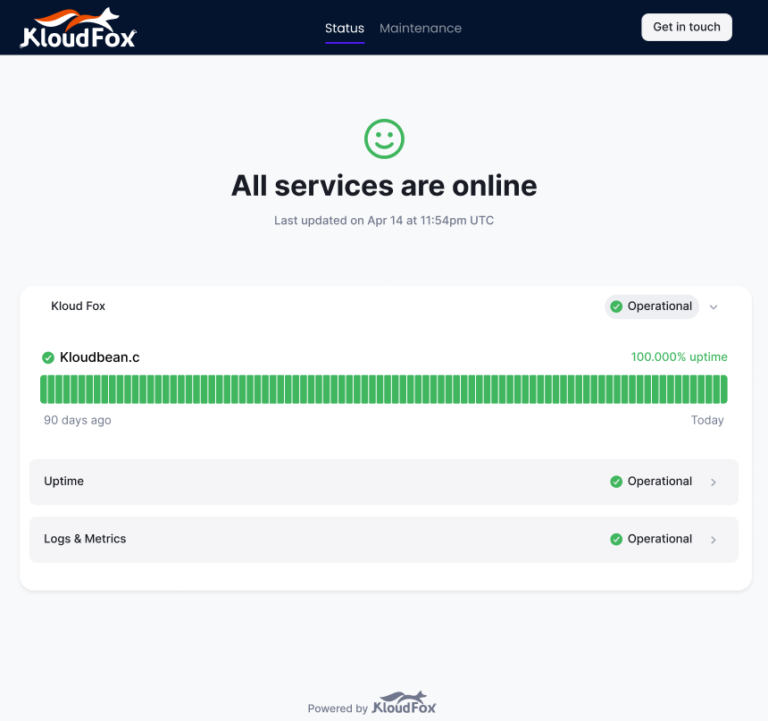 KloudFox
Status Maintenance
Get in touch
All services are online
Last updated on Apr 14 at 11:54pm UTC
Kloud Fox Operational
Kloudbean.c 100.000% uptime
90 days ago Today
Uptime Operational
Logs & Metrics Operational
Powered by KloudFox